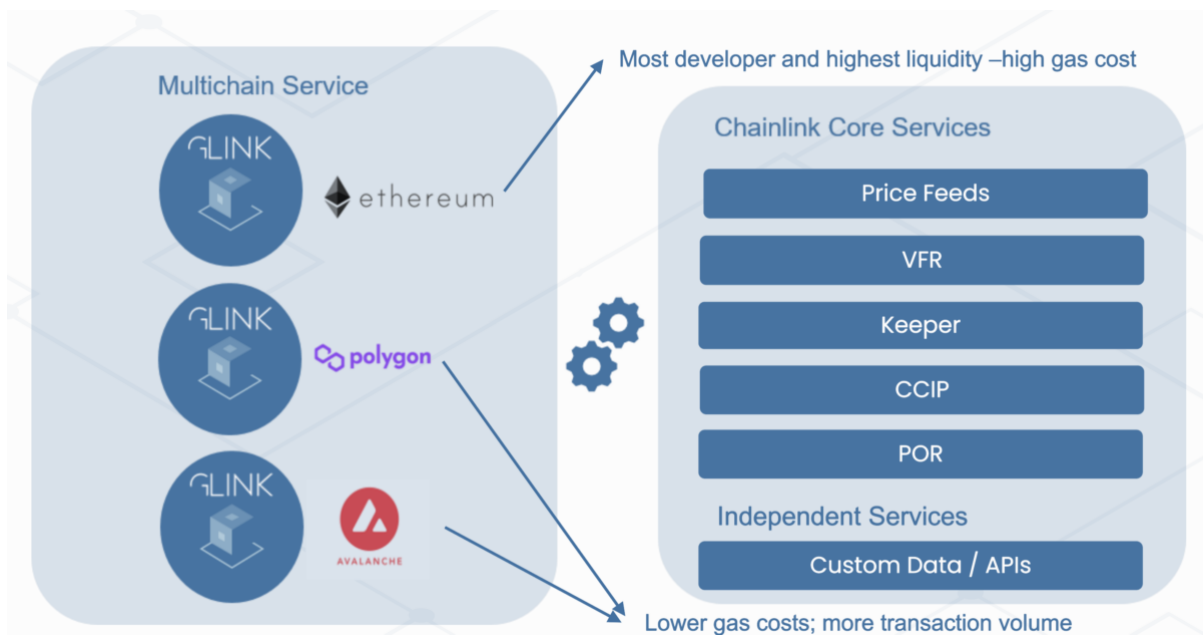 Most developer and highest liquidity –high gas cost
Multichain Service
GLINK
ethereum
GLINK
polygon
GLINK
AVALANCHE
Chainlink Core Services
Price Feeds
VFR
Keeper
CCIP
POR
Independent Services
Custom Data / APIs
Lower gas costs; more transaction volume